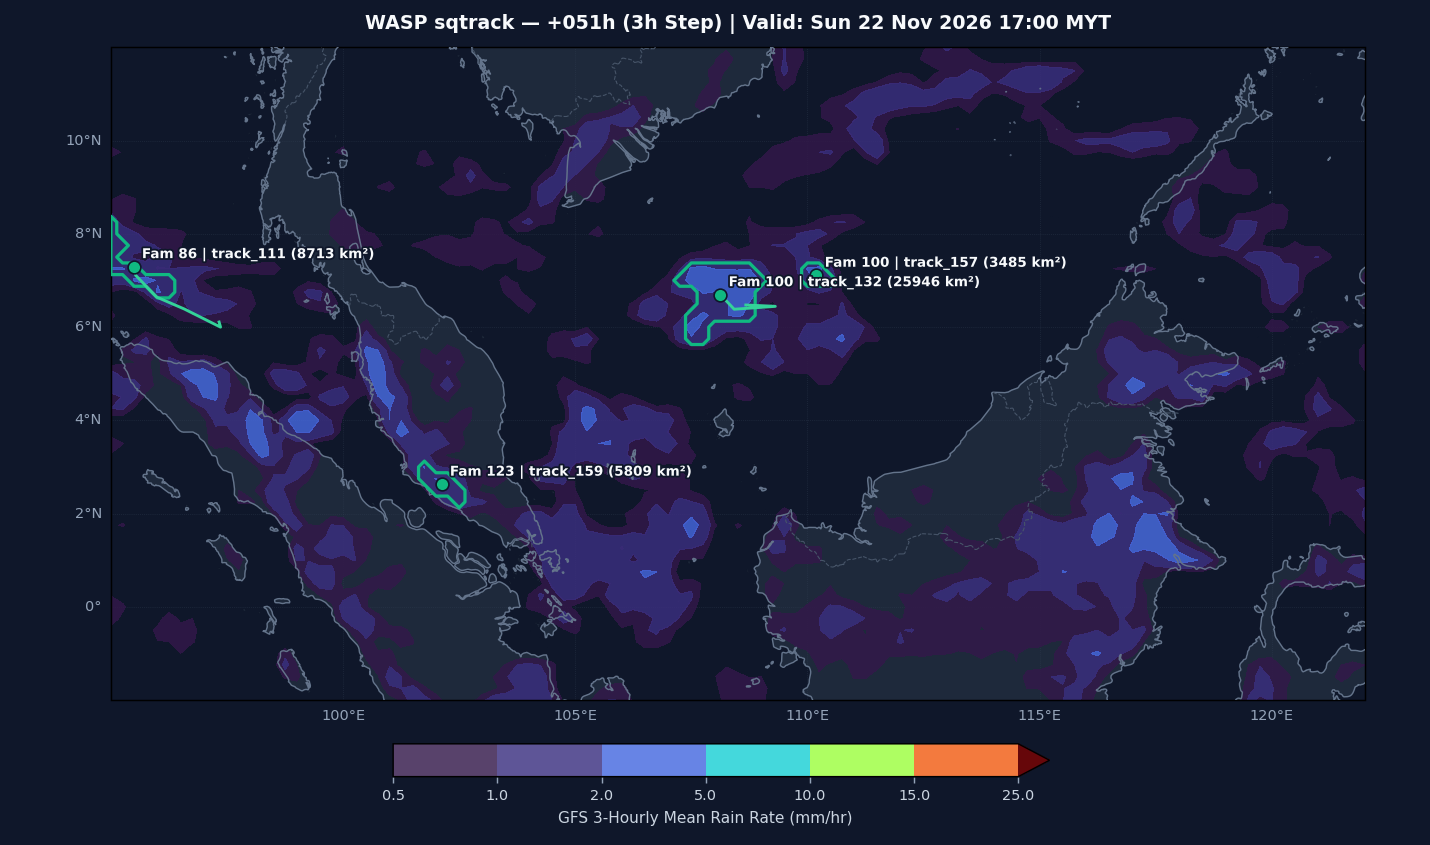 WASP sqtrack — +051h (3h Step) | Valid: Sun 22 Nov 2026 17:00 MYT
10°N
8°N
Fam 86 | track_111 (8713 km²)
Fam 100 | track_157 (3485 km²)
Fam 100 | track_132 (25946 km²)
6°N
4°N
Fam 123 | track_159 (5809 km²)
2°N
0°
100°E 105°E 110°E 115°E 120°E
0.5 1.0 2.0 5.0 10.0 15.0 25.0
GFS 3-Hourly Mean Rain Rate (mm/hr)